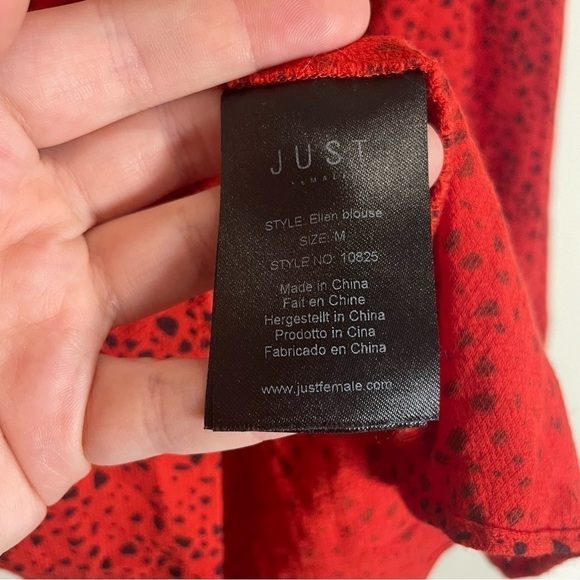 JUST
FEMALE
STYLE: Ellen blouse
SIZE: M
STYLE NO: 10825
Made in China
Fait en Chine
Hergestellt in China
Prodotto in Cina
Fabricado en China
www.justfemale.com